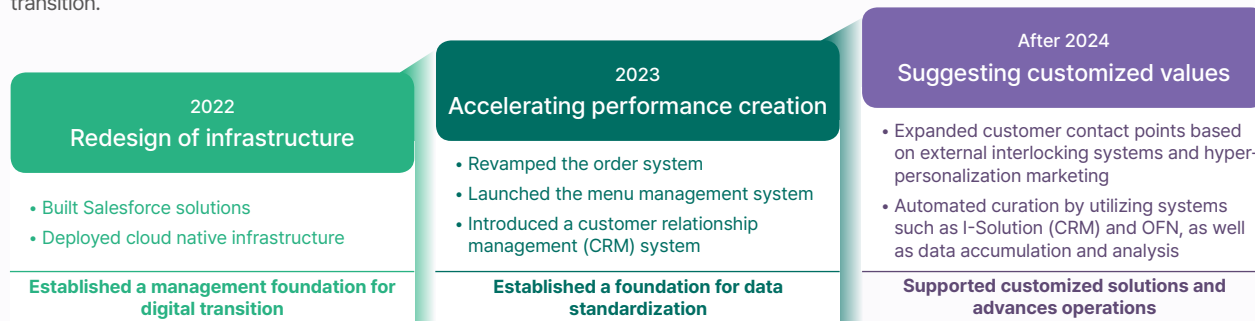 transition.
2022
Redesign of infrastructure
• Built Salesforce solutions
• Deployed cloud native infrastructure
Established a management foundation for
digital transition
2023
Accelerating performance creation
• Revamped the order system
• Launched the menu management system
• Introduced a customer relationship
management (CRM) system
Established a foundation for data
standardization
After 2024
Suggesting customized values
• Expanded customer contact points based
on external interlocking systems and hyper-
personalization marketing
• Automated curation by utilizing systems
such as I-Solution (CRM) and OFN, as well
as data accumulation and analysis
Supported customized solutions and
advances operations